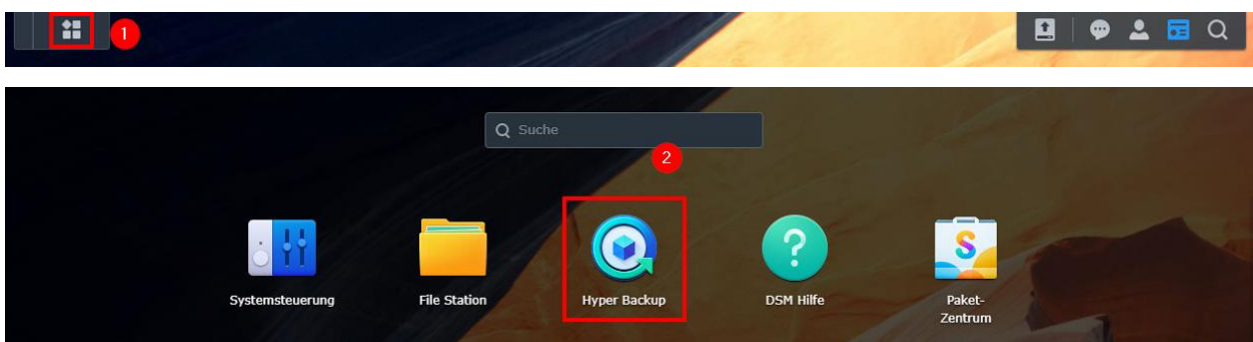 1
Suche
2
Systemsteuerung
File Station
Hyper Backup
DSM Hilfe
Paket-
Zentrum